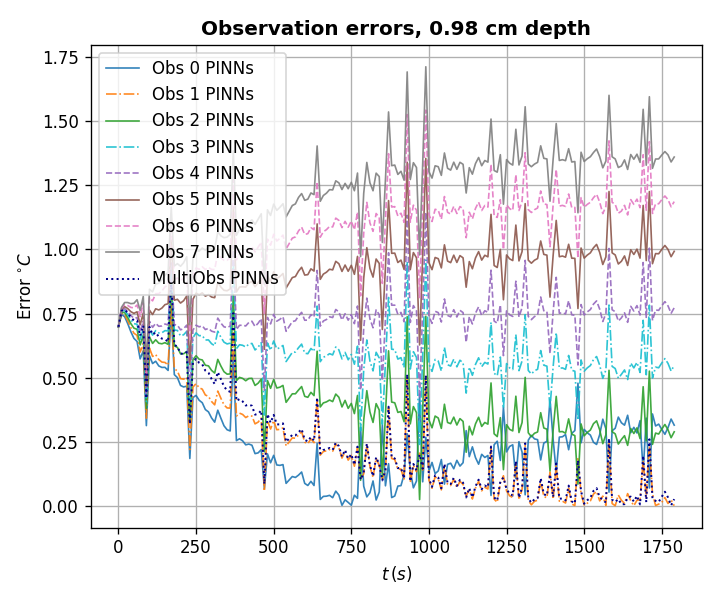 Observation errors, 0.98 cm depth
Error °C
1.75
1.50
1.25
1.00
0.75
0.50
0.25
0.00
Obs 0 PINNs
Obs 1 PINNs
Obs 2 PINNs
Obs 3 PINNs
Obs 4 PINNs
Obs 5 PINNs
Obs 6 PINNs
Obs 7 PINNs
MultiObs PINNs
0 250 500 750 1000 1250 1500 1750
t (s)